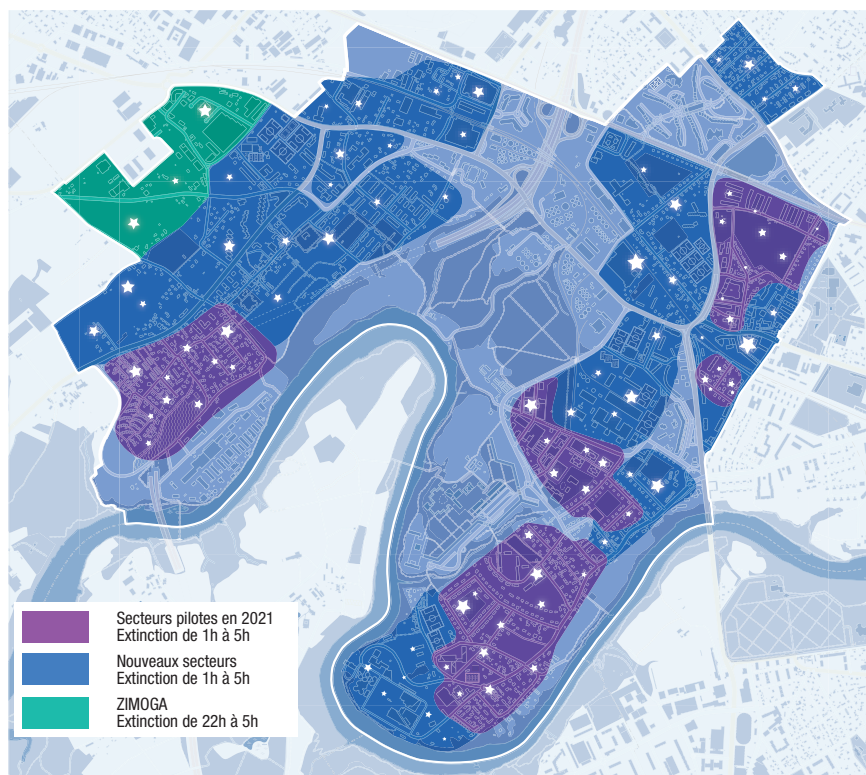 Secteurs pilotes en 2021
Extinction de 1h à 5h
Nouveaux secteurs
Extinction de 1h à 5h
ZIMOGA
Extinction de 22h à 5h